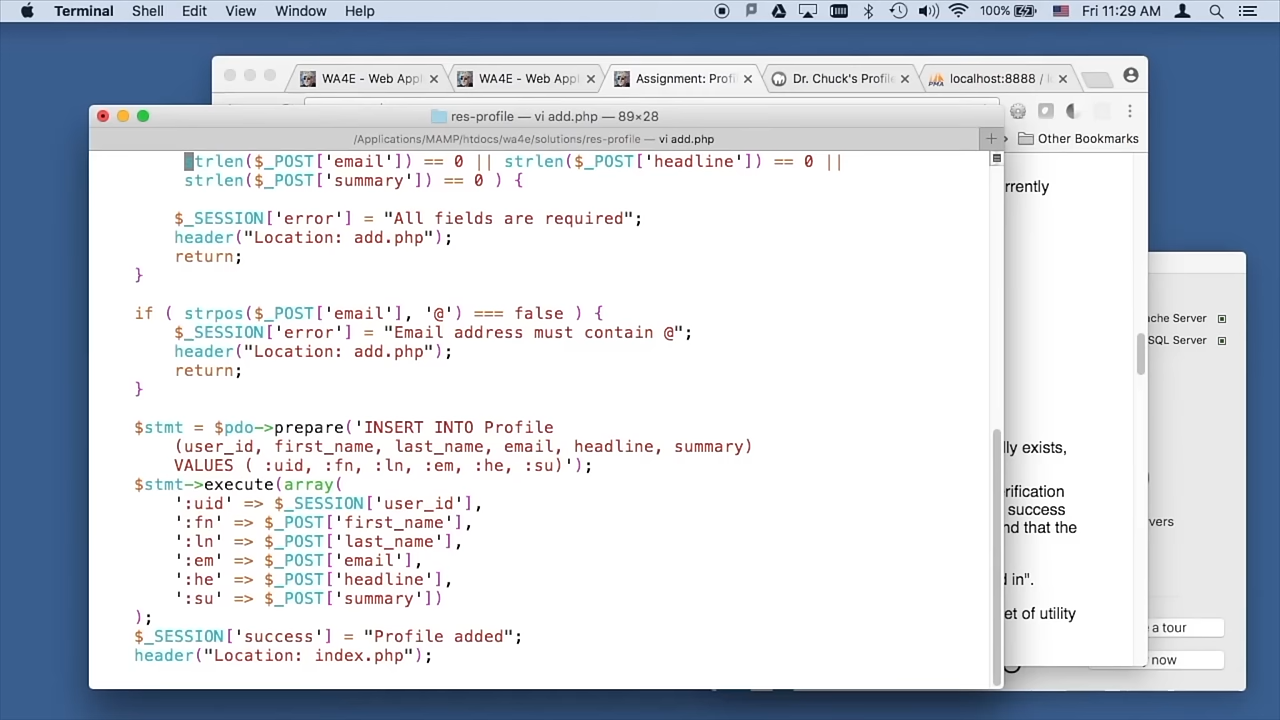 Terminal Shell Edit View Window Help 100% Fri 11:29 AM
WA4E - Web Appl WA4E - Web Appl Assignment: Profi Dr. Chuck's Profile localhost:8888 / l
res-profile — vi add.php — 89×28
/Applications/MAMP/htdocs/wa4e/solutions/res-profile — vi add.php
Other Bookmarks
strlen($_POST['email']) == 0 || strlen($_POST['headline']) == 0 ||
strlen($_POST['summary']) == 0 ) {
rrently
$_SESSION['error'] = "All fields are required";
header("Location: add.php");
return;
}
if ( strpos($_POST['email'], '@') === false ) {
$_SESSION['error'] = "Email address must contain @";
header("Location: add.php");
return;
}
ache Server
SQL Server
$stmt = $pdo->prepare('INSERT INTO Profile
(user_id, first_name, last_name, email, headline, summary)
VALUES ( :uid, :fn, :ln, :em, :he, :su)');
$stmt->execute(array(
':uid' => $_SESSION['user_id'],
':fn' => $_POST['first_name'],
':ln' => $_POST['last_name'],
':em' => $_POST['email'],
':he' => $_POST['headline'],
':su' => $_POST['summary'])
);
$_SESSION['success'] = "Profile added";
header("Location: index.php");
lly exists,
rification
success
nd that the
d in".
et of utility
vers
e a tour
now